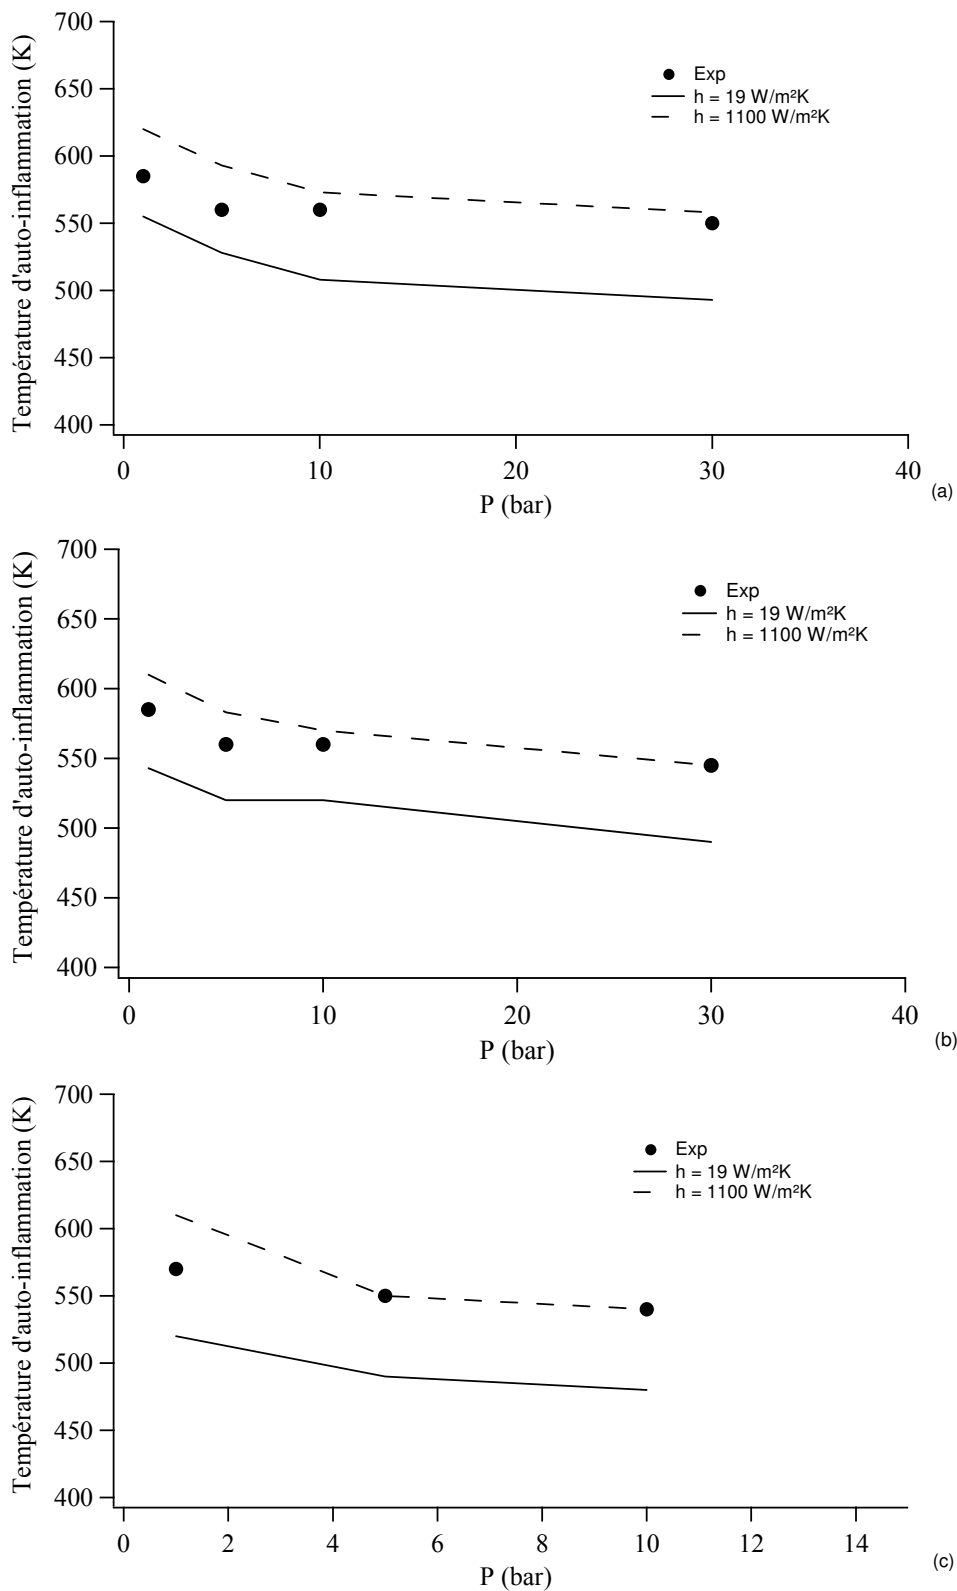 700
650
600
550
500
450
400
Température d'auto-inflammation (K)
Exp
h = 19 W/m²K
h = 1100 W/m²K
0 10 20 30 40
P (bar)
(a)
700
650
600
550
500
450
400
Température d'auto-inflammation (K)
Exp
h = 19 W/m²K
h = 1100 W/m²K
0 10 20 30 40
P (bar)
(b)
700
650
600
550
500
450
400
Température d'auto-inflammation (K)
Exp
h = 19 W/m²K
h = 1100 W/m²K
0 2 4 6 8 10 12 14
P (bar)
(c)